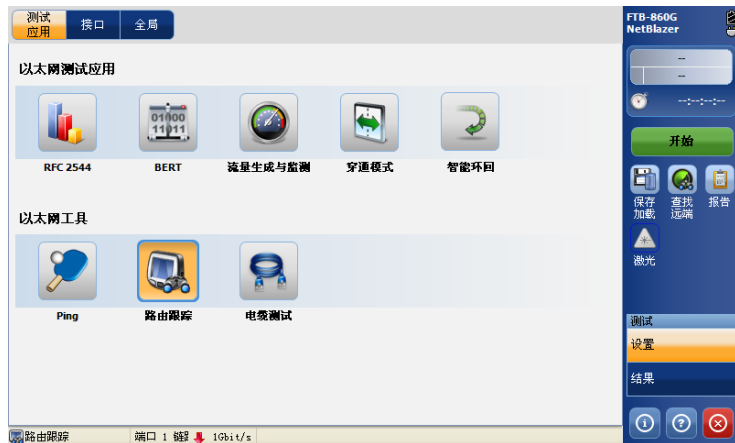 测试应用 接口 全局
以太网测试应用
01000
11011
RFC 2544 BERT 流量生成与监测 穿通模式 智能环回
以太网工具
Ping 路由跟踪 电缆测试
路由跟踪 端口 1 链路 1Gbit/s
FTB-860G
NetBlazer
--
--
--:--:--
开始
保存加载 查找远端 报告
激光
测试
设置
结果